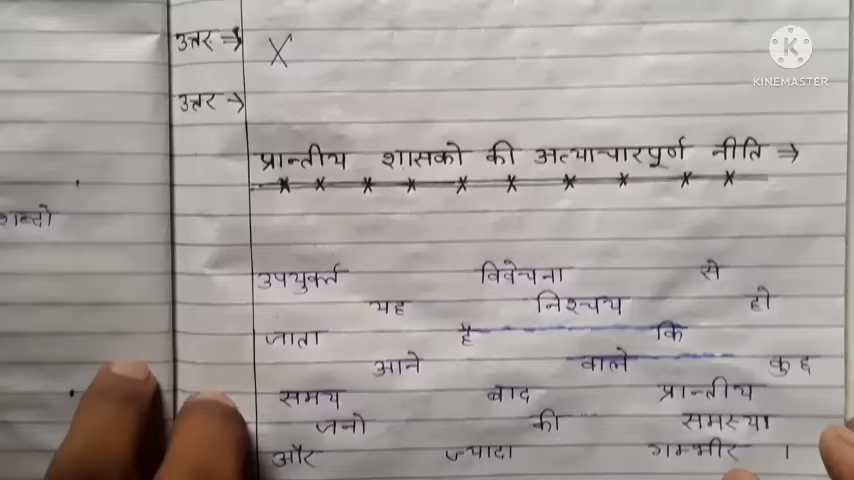 उत्तर ⇒ X
KINEMASTER
उत्तर →
प्रान्तीय शासको की अत्याचारपूर्ण नीति ⇒
शब्दो
उपयुर्क्त विवेचना से
यह निश्चय हो
जाता है कि
आने वाले कुछ
समय बाद प्रान्तीय
जनो की समस्या
और ज्यादा गम्भीर ।